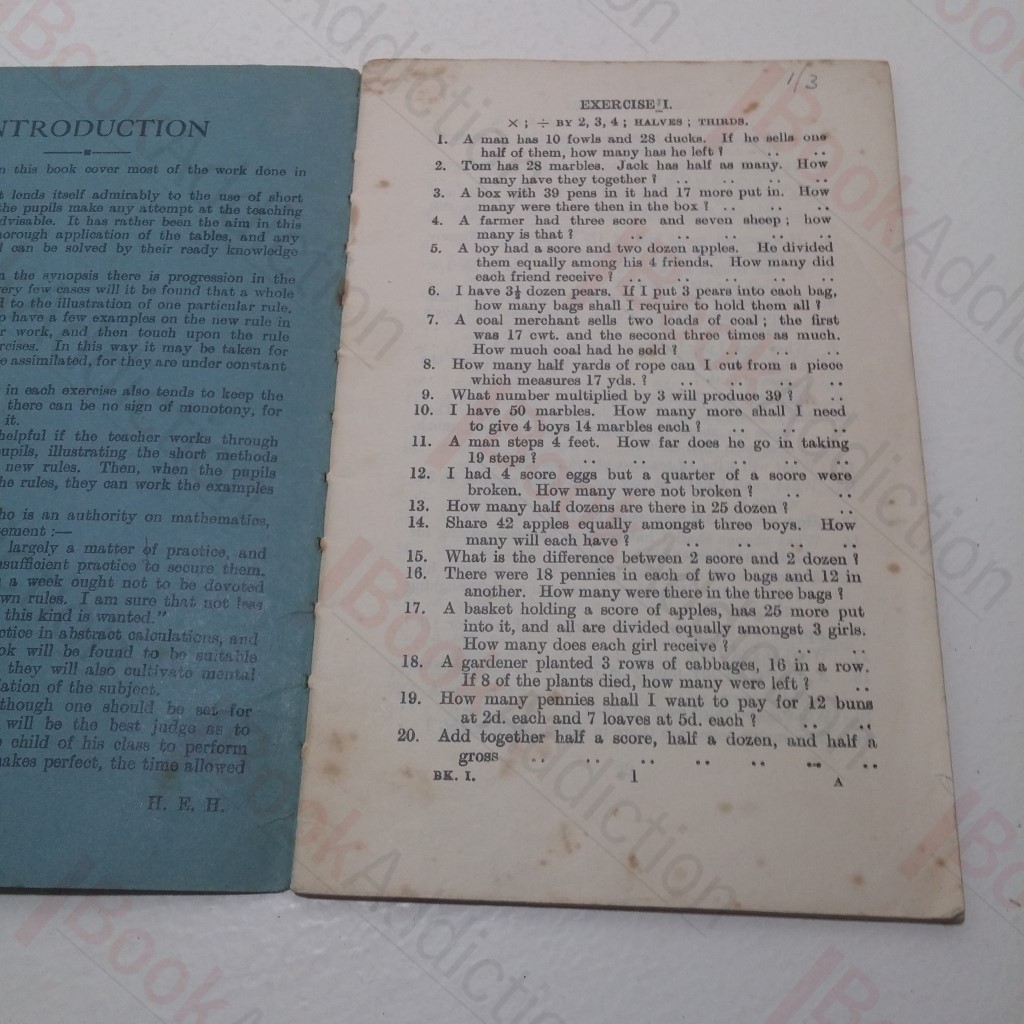 INTRODUCTION
n this book cover most of the work done in
t lends itself admirably to the use of short
the pupils make any attempt at the teaching
dvisable. It has rather been the aim in this
horough application of the tables, and any
l can be solved by their ready knowledge
n the synopsis there is progression in the
ery few cases will it be found that a whole
d to the illustration of one particular rule.
o have a few examples on the new rule in
r work, and then touch upon the rule
rcises. In this way it may be taken for
e assimilated, for they are under constant
in each exercise also tends to keep the
there can be no sign of monotony, for
it.
helpful if the teacher works through
upils, illustrating the short methods
new rules. Then, when the pupils
he rules, they can work the examples
ho is an authority on mathematics,
ement :—
largely a matter of practice, and
nsufficient practice to secure them.
a week ought not to be devoted
wn rules. I am sure that not less
this kind is wanted."
ctice in abstract calculations, and
ok will be found to be suitable
they will also cultivate mental
iation of the subject.
though one should be set for
will be the best judge as to
child of his class to perform
makes perfect, the time allowed
H. E. H.
1/3
EXERCISE I.
× ; ÷ BY 2, 3, 4 ; HALVES ; THIRDS.
1. A man has 10 fowls and 28 ducks. If he sells one
half of them, how many has he left ? .. ..
2. Tom has 28 marbles. Jack has half as many. How
many have they together ? .. .. .. ..
3. A box with 39 pens in it had 17 more put in. How
many were there then in the box ? .. .. ..
4. A farmer had three score and seven sheep ; how
many is that ? .. .. .. .. ..
5. A boy had a score and two dozen apples. He divided
them equally among his 4 friends. How many did
each friend receive ? .. .. .. .. ..
6. I have 3½ dozen pears. If I put 3 pears into each bag,
how many bags shall I require to hold them all ?
7. A coal merchant sells two loads of coal ; the first
was 17 cwt. and the second three times as much.
How much coal had he sold ? .. .. ..
8. How many half yards of rope can I cut from a piece
which measures 17 yds. ? .. .. .. ..
9. What number multiplied by 3 will produce 39 ? ..
10. I have 50 marbles. How many more shall I need
to give 4 boys 14 marbles each ? .. .. ..
11. A man steps 4 feet. How far does he go in taking
19 steps ? .. .. .. .. .. ..
12. I had 4 score eggs but a quarter of a score were
broken. How many were not broken ? .. ..
13. How many half dozens are there in 25 dozen ? ..
14. Share 42 apples equally amongst three boys. How
many will each have ? .. .. .. ..
15. What is the difference between 2 score and 2 dozen ?
16. There were 18 pennies in each of two bags and 12 in
another. How many were there in the three bags ?
17. A basket holding a score of apples, has 25 more put
into it, and all are divided equally amongst 3 girls.
How many does each girl receive ? .. ..
18. A gardener planted 3 rows of cabbages, 16 in a row.
If 8 of the plants died, how many were left ? ..
19. How many pennies shall I want to pay for 12 buns
at 2d. each and 7 loaves at 5d. each ? .. ..
20. Add together half a score, half a dozen, and half a
gross .. .. .. .. .. .. ..
BK. I. 1 A